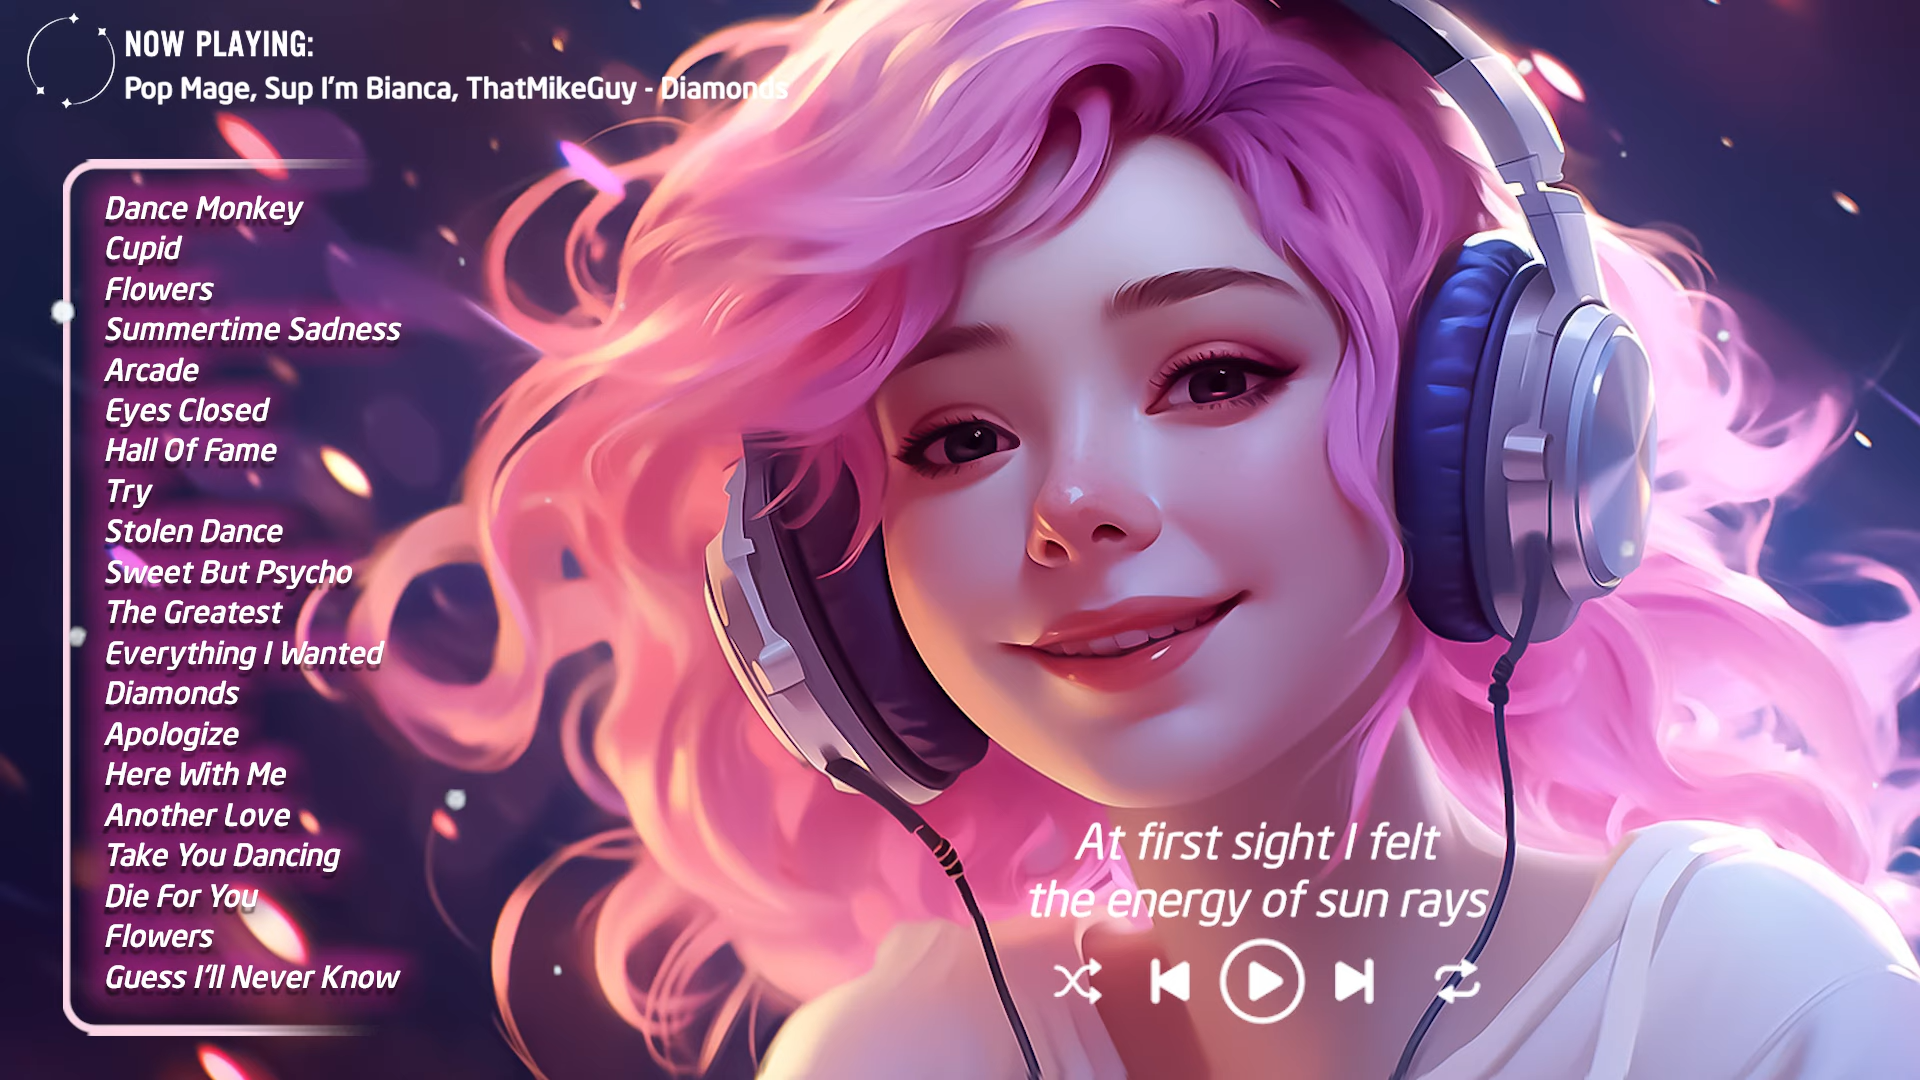 NOW PLAYING:
Pop Mage, Sup I'm Bianca, ThatMikeGuy - Diamonds
Dance Monkey
Cupid
Flowers
Summertime Sadness
Arcade
Eyes Closed
Hall Of Fame
Try
Stolen Dance
Sweet But Psycho
The Greatest
Everything I Wanted
Diamonds
Apologize
Here With Me
Another Love
Take You Dancing
Die For You
Flowers
Guess I'll Never Know
At first sight I felt
the energy of sun rays